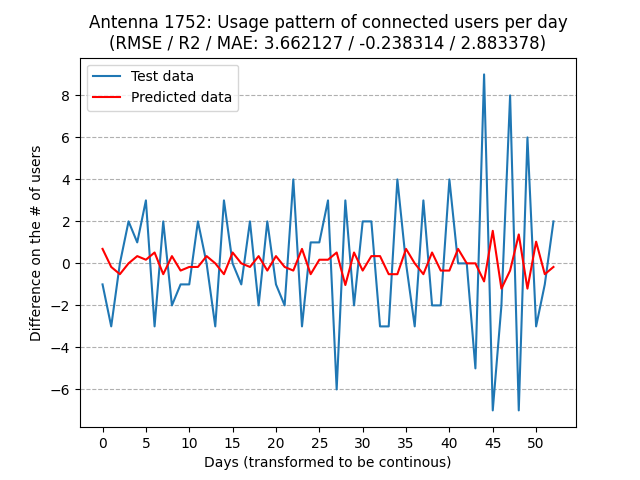 Antenna 1752: Usage pattern of connected users per day
(RMSE / R2 / MAE: 3.662127 / -0.238314 / 2.883378)
Test data
Predicted data
Difference on the # of users
8
6
4
2
0
−2
−4
−6
0 5 10 15 20 25 30 35 40 45 50
Days (transformed to be continous)